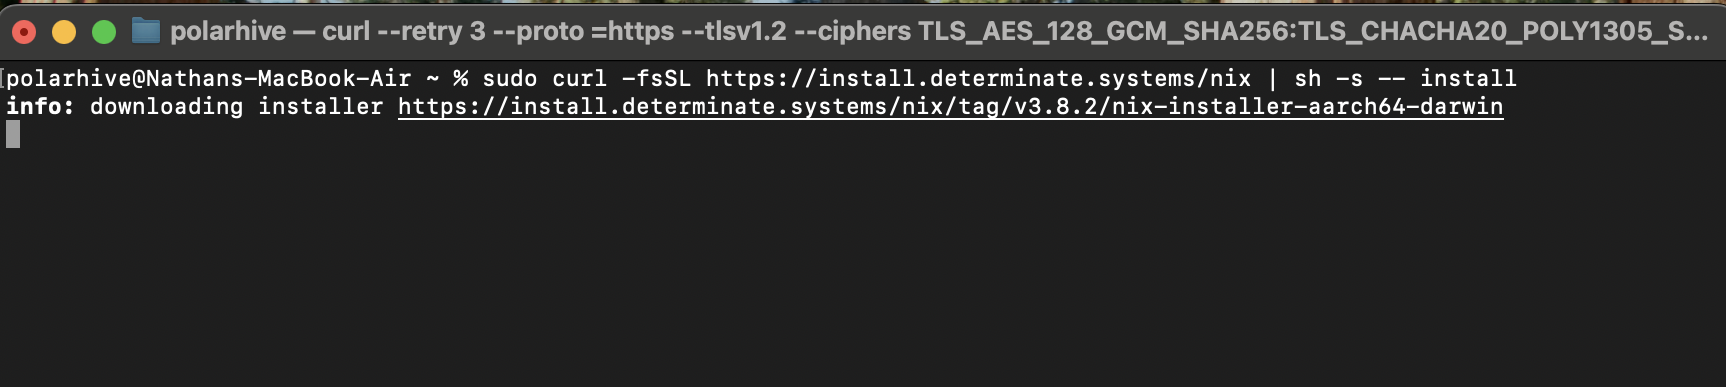 polarhive — curl --retry 3 --proto =https --tlsv1.2 --ciphers TLS_AES_128_GCM_SHA256:TLS_CHACHA20_POLY1305_S...
polarhive@Nathans-MacBook-Air ~ % sudo curl -fsSL https://install.determinate.systems/nix | sh -s -- install
info: downloading installer https://install.determinate.systems/nix/tag/v3.8.2/nix-installer-aarch64-darwin